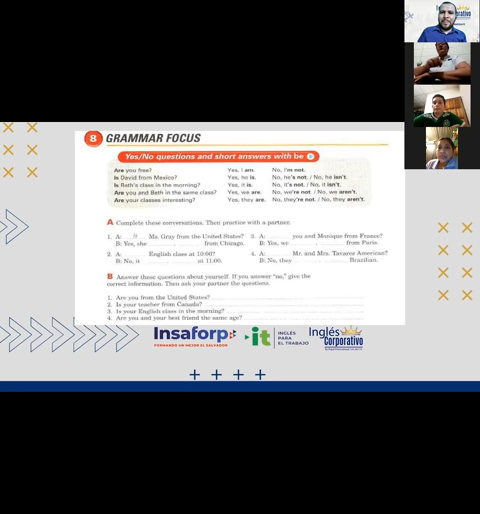 8 GRAMMAR FOCUS
Yes/No questions and short answers with be
Are you free? Yes, I am. No, I'm not.
Is David from Mexico? Yes, he is. No, he's not. / No, he isn't.
Is Beth's class in the morning? Yes, it is. No, it's not. / No, it isn't.
Are you and Beth in the same class? Yes, we are. No, we're not. / No, we aren't.
Are your classes interesting? Yes, they are. No, they're not. / No, they aren't.
A Complete these conversations. Then practice with a partner.
1. A: Is Ms. Gray from the United States?
B: Yes, she from Chicago.
2. A: English class at 10:00?
B: No, it at 11:00.
3. A: you and Monique from France?
B: Yes, we from Paris.
4. A: Mr. and Mrs. Tavares American?
B: No, they Brazilian.
B Answer these questions about yourself. If you answer "no," give the
correct information. Then ask your partner the questions.
1. Are you from the United States?
2. Is your teacher from Canada?
3. Is your English class in the morning?
4. Are you and your best friend the same age?
Insaforp
FORMANDO UN MEJOR EL SALVADOR
it
INGLÉS
PARA
EL TRABAJO
Inglés
Corporativo